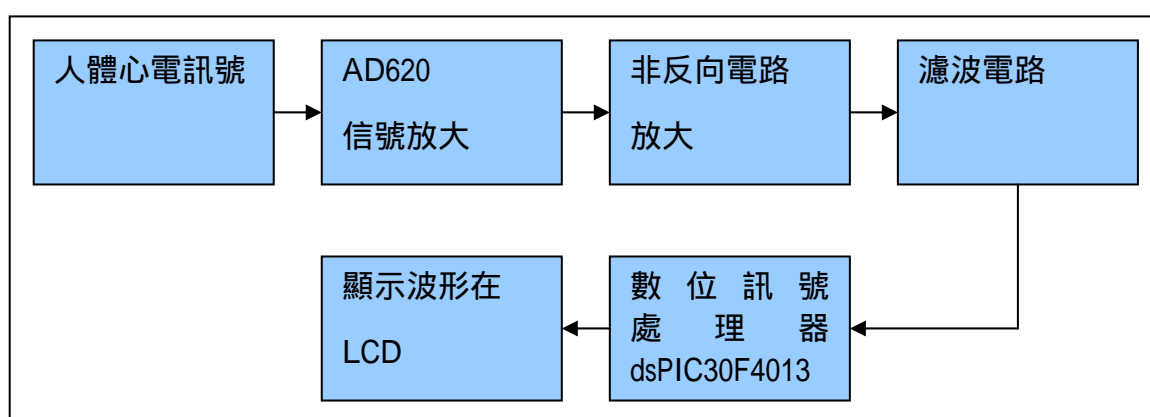 人體心電訊號
AD620
信號放大
非反向電路
放大
濾波電路
數位訊號
處理器
dsPIC30F4013
顯示波形在
LCD